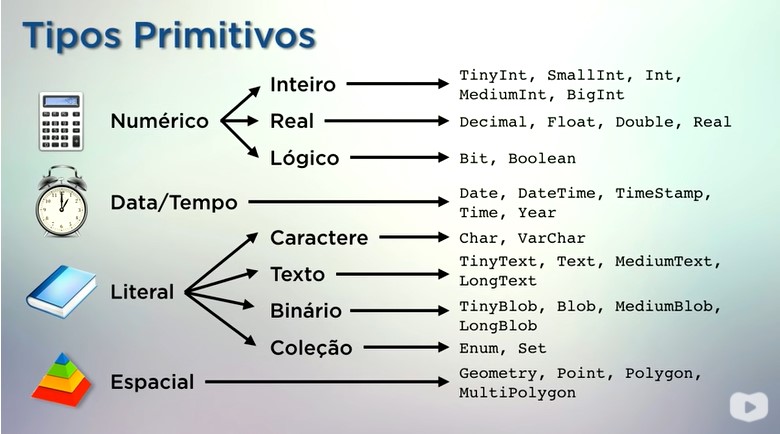 Tipos Primitivos
Numérico
Inteiro
TinyInt, SmallInt, Int,
MediumInt, BigInt
Real
Decimal, Float, Double, Real
Lógico
Bit, Boolean
Data/Tempo
Date, DateTime, TimeStamp,
Time, Year
Literal
Caractere
Char, VarChar
Texto
TinyText, Text, MediumText,
LongText
Binário
TinyBlob, Blob, MediumBlob,
LongBlob
Coleção
Enum, Set
Espacial
Geometry, Point, Polygon,
MultiPolygon